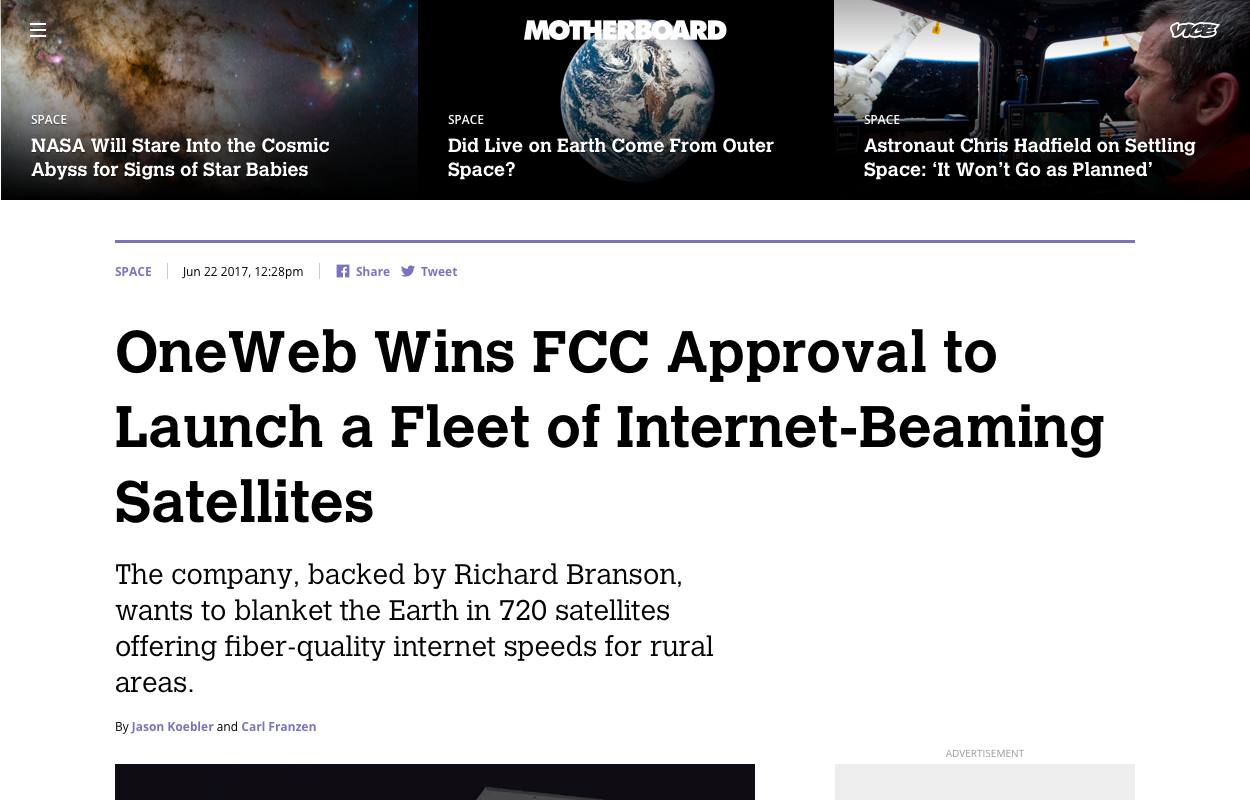 MOTHERBOARD
VICE
SPACE
NASA Will Stare Into the Cosmic
Abyss for Signs of Star Babies
SPACE
Did Live on Earth Come From Outer
Space?
SPACE
Astronaut Chris Hadfield on Settling
Space: ‘It Won’t Go as Planned’
SPACE Jun 22 2017, 12:28pm Share Tweet
OneWeb Wins FCC Approval to
Launch a Fleet of Internet-Beaming
Satellites
The company, backed by Richard Branson,
wants to blanket the Earth in 720 satellites
offering fiber-quality internet speeds for rural
areas.
By Jason Koebler and Carl Franzen
ADVERTISEMENT